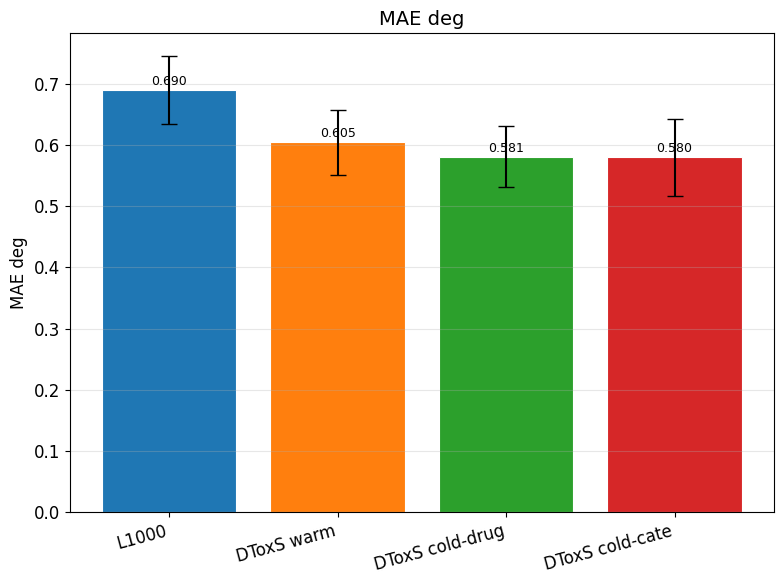 MAE deg
MAE deg
0.7
0.6
0.5
0.4
0.3
0.2
0.1
0.0
0.690
0.605
0.581
0.580
L1000
DToxS warm
DToxS cold-drug
DToxS cold-cate